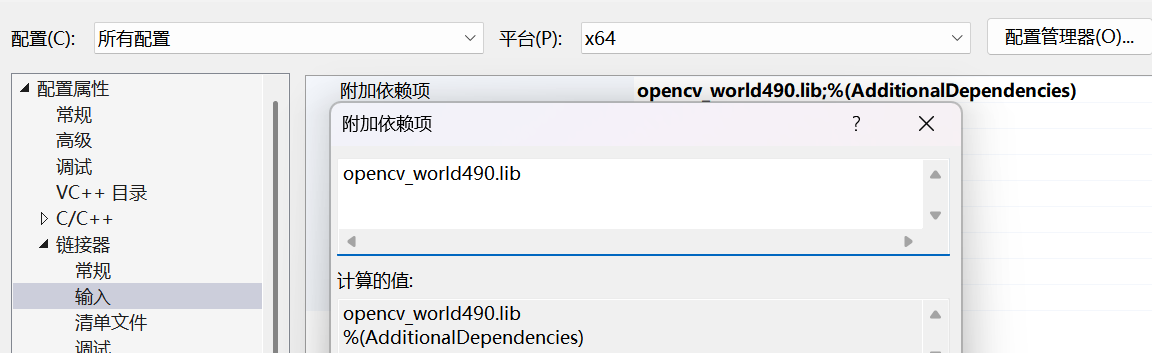 配置(C): 所有配置 平台(P): x64 配置管理器(O)...
配置属性
常规
高级
调试
VC++ 目录
C/C++
链接器
常规
输入
清单文件
调试
附加依赖项 opencv_world490.lib;%(AdditionalDependencies)
附加依赖项 ?
opencv_world490.lib
计算的值:
opencv_world490.lib
%(AdditionalDependencies)